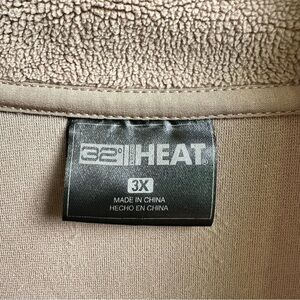 32° HEAT
3X
MADE IN CHINA
HECHO EN CHINA